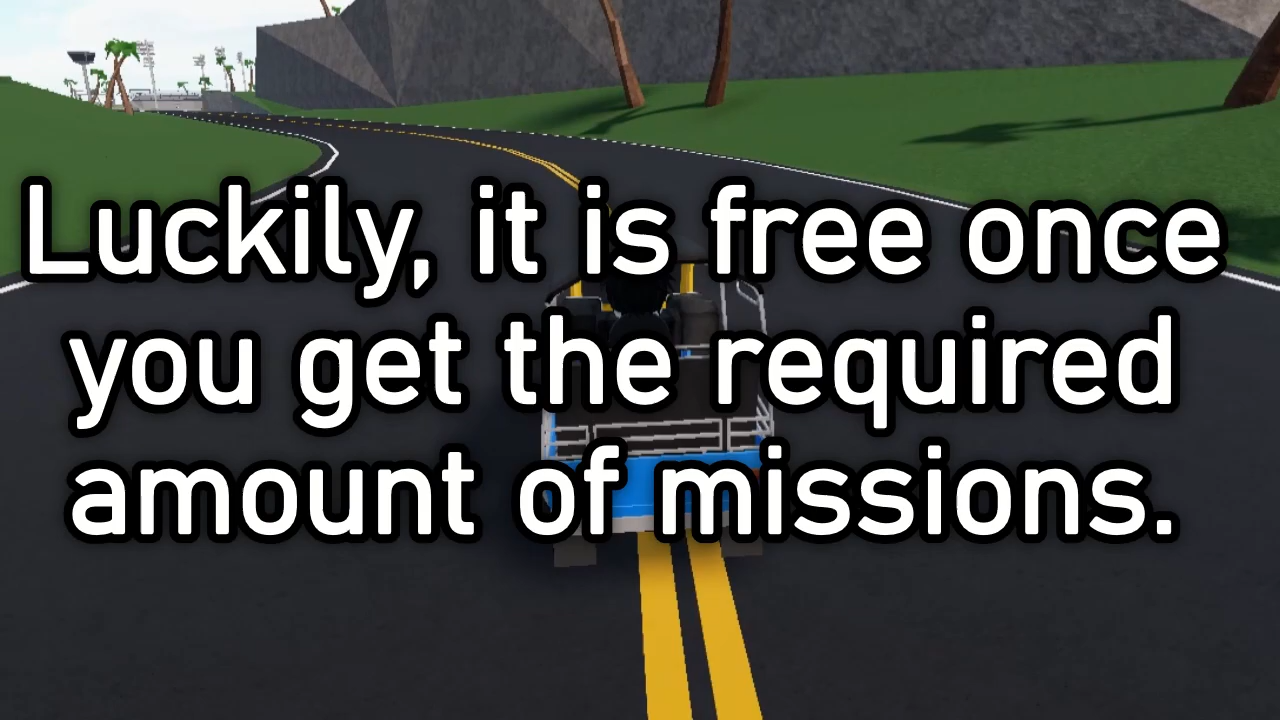 Luckily, it is free once
you get the required
amount of missions.